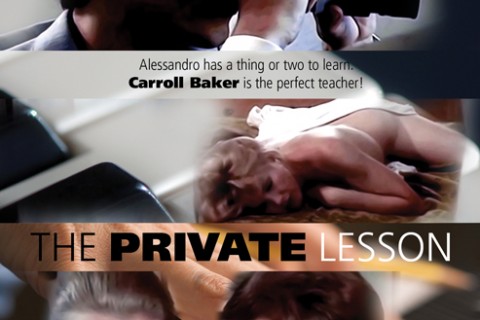 Alessandro has a thing or two to learn.
Carroll Baker is the perfect teacher!
THE PRIVATE LESSON